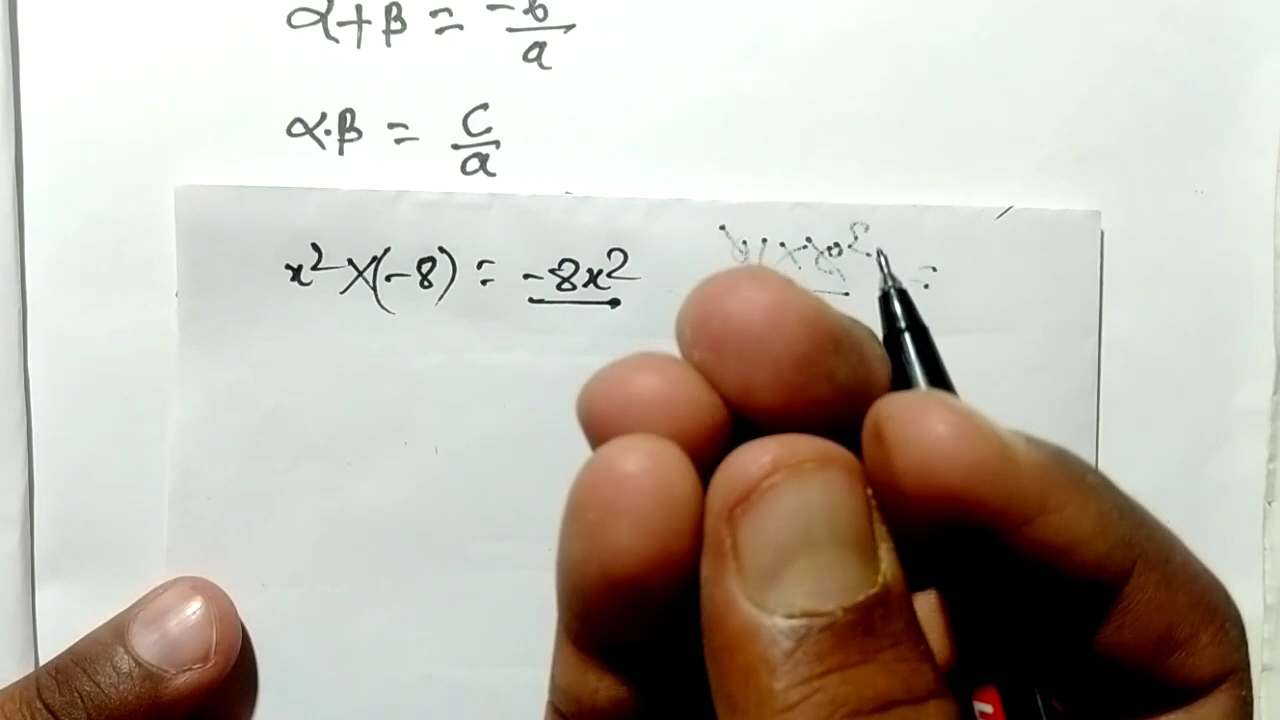 α+β = -b/a
α·β = c/a
x² × (-8) = -8x²